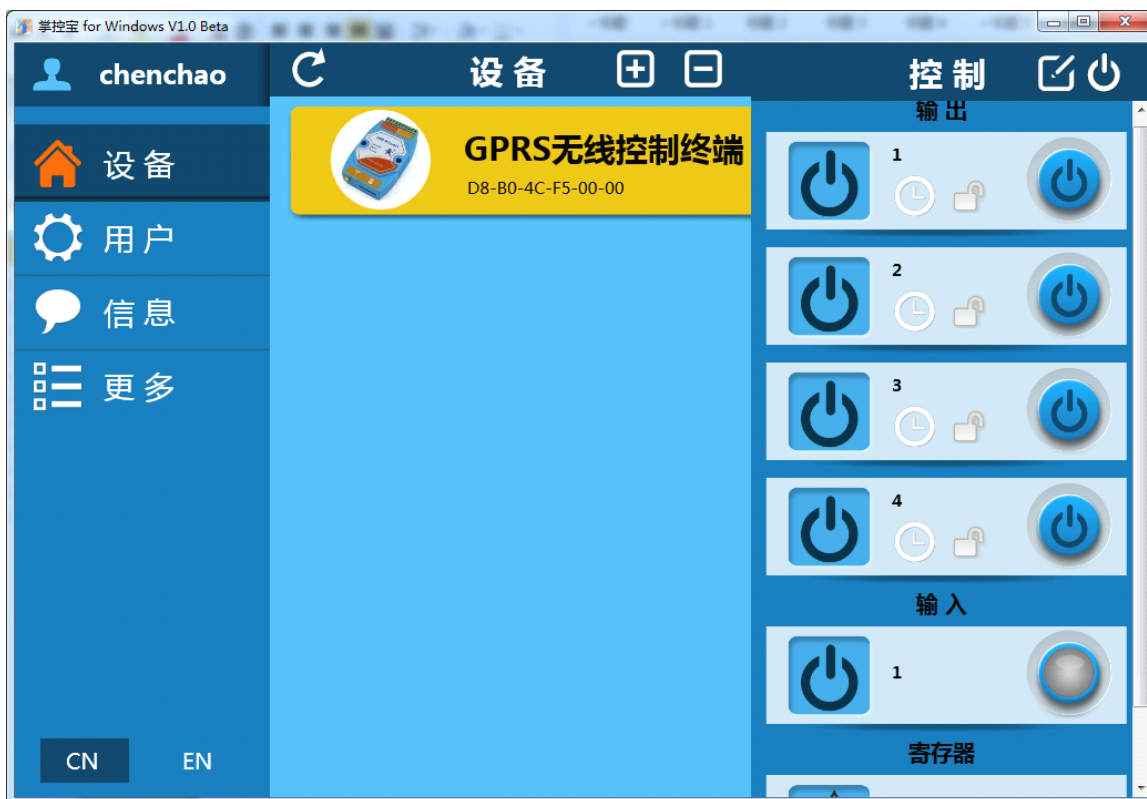 掌控宝 for Windows V1.0 Beta
chenchao
设备
用户
信息
更多
CN EN
设备
GPRS无线控制终端
D8-B0-4C-F5-00-00
控制
输出
1
2
3
4
输入
1
寄存器